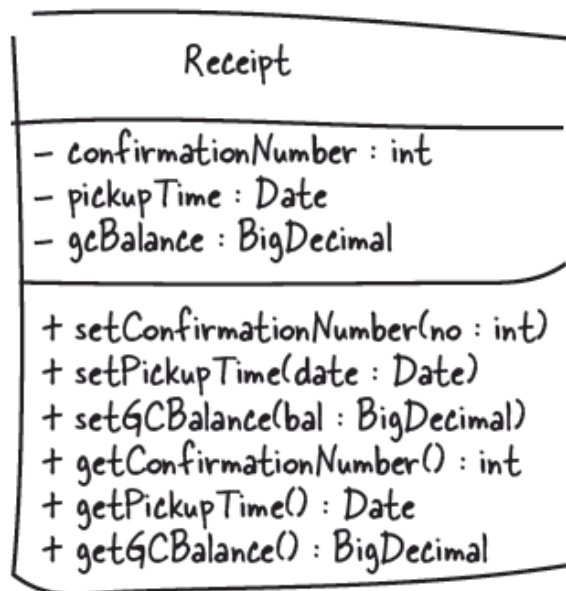 Receipt
- confirmationNumber : int
- pickupTime : Date
- gcBalance : BigDecimal
+ setConfirmationNumber(no : int)
+ setPickupTime(date : Date)
+ setGCBalance(bal : BigDecimal)
+ getConfirmationNumber() : int
+ getPickupTime() : Date
+ getGCBalance() : BigDecimal